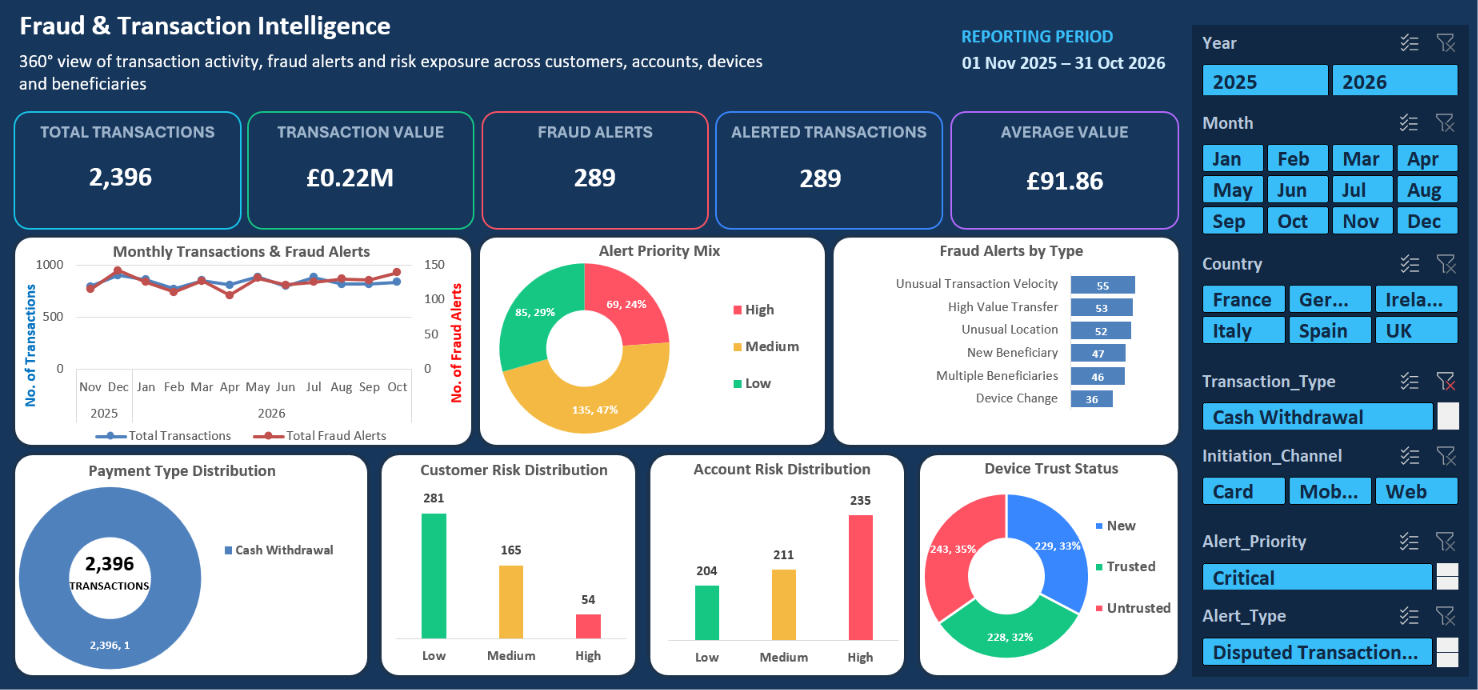 Fraud & Transaction Intelligence
360° view of transaction activity, fraud alerts and risk exposure across customers, accounts, devices
and beneficiaries
REPORTING PERIOD
01 Nov 2025 – 31 Oct 2026
TOTAL TRANSACTIONS
2,396
TRANSACTION VALUE
£0.22M
FRAUD ALERTS
289
ALERTED TRANSACTIONS
289
AVERAGE VALUE
£91.86
Monthly Transactions & Fraud Alerts
No. of Transactions
1000
500
0
150
100
50
0
No. of Fraud Alerts
Nov Dec Jan Feb Mar Apr May Jun Jul Aug Sep Oct
2025 2026
Total Transactions Total Fraud Alerts
Alert Priority Mix
69, 24%
85, 29%
135, 47%
High
Medium
Low
Fraud Alerts by Type
Unusual Transaction Velocity 55
High Value Transfer 53
Unusual Location 52
New Beneficiary 47
Multiple Beneficiaries 46
Device Change 36
Payment Type Distribution
2,396
TRANSACTIONS
2,396, 1
Cash Withdrawal
Customer Risk Distribution
281
165
54
Low Medium High
Account Risk Distribution
204
211
235
Low Medium High
Device Trust Status
243, 35%
229, 33%
228, 32%
New
Trusted
Untrusted
Year
2025 2026
Month
Jan Feb Mar Apr
May Jun Jul Aug
Sep Oct Nov Dec
Country
France Ger... Irela...
Italy Spain UK
Transaction_Type
Cash Withdrawal
Initiation_Channel
Card Mob... Web
Alert_Priority
Critical
Alert_Type
Disputed Transaction...